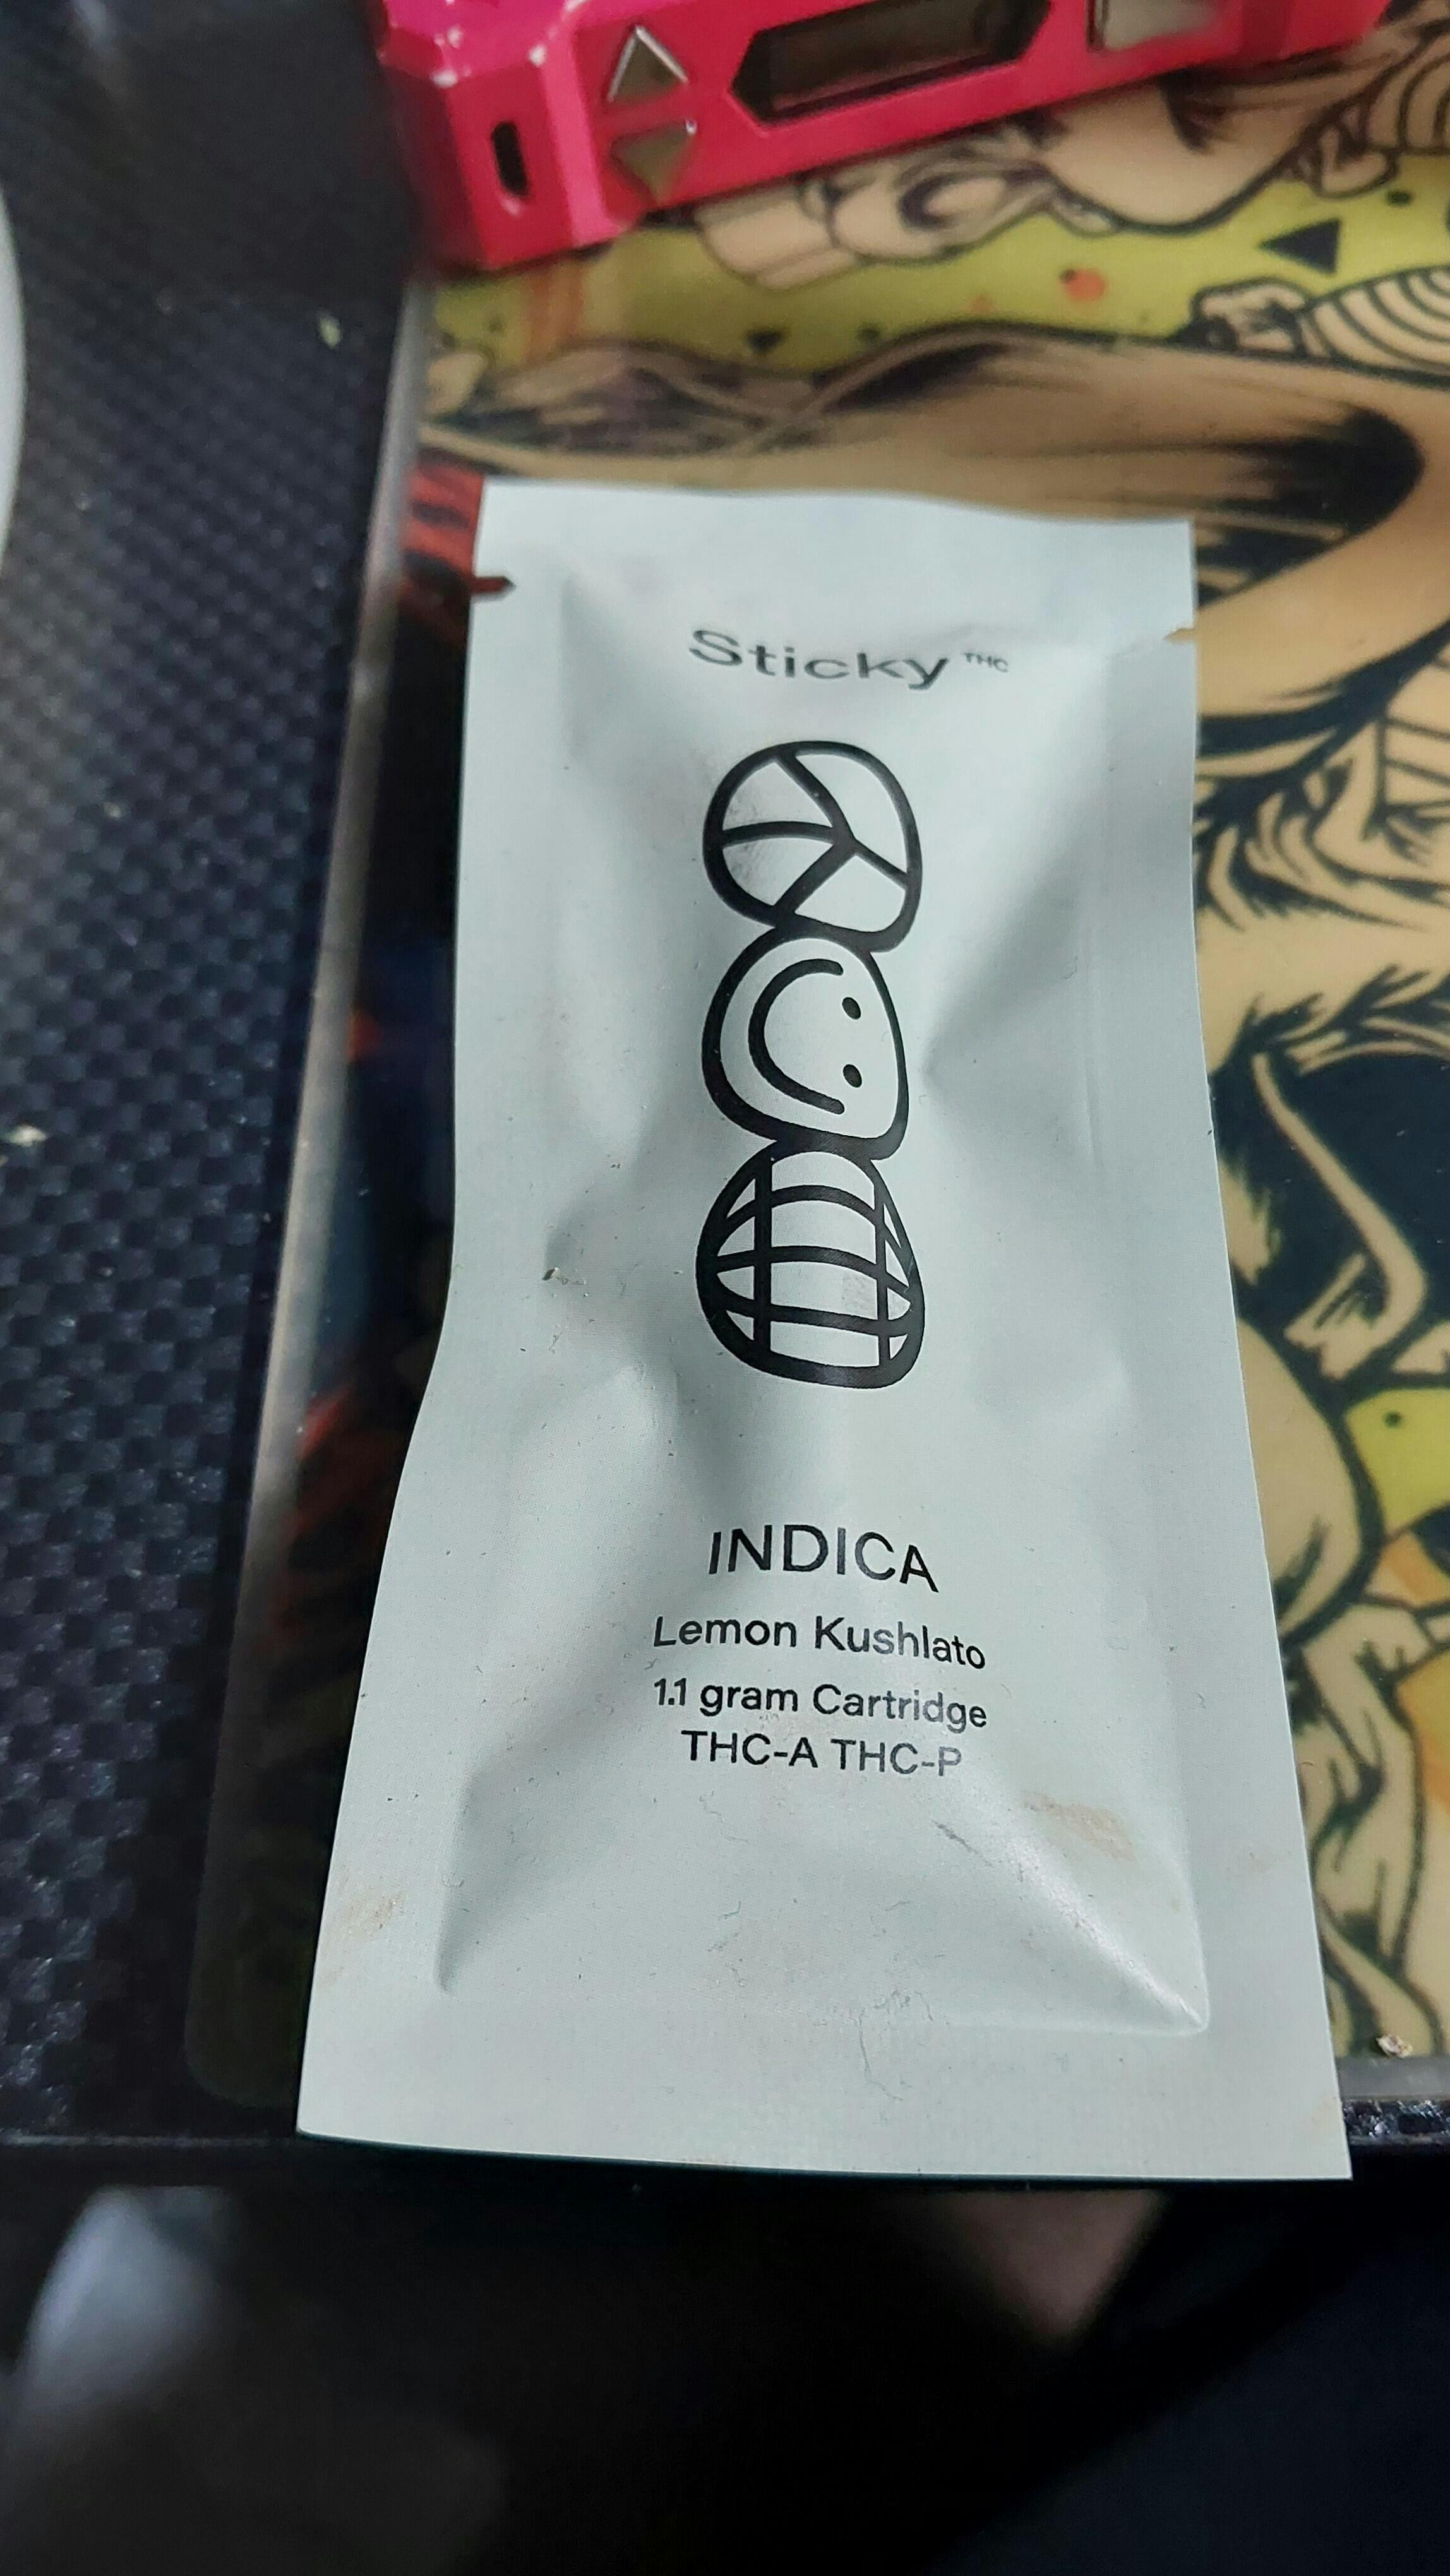 Sticky THC
INDICA
Lemon Kushlato
1.1 gram Cartridge
THC-A THC-P